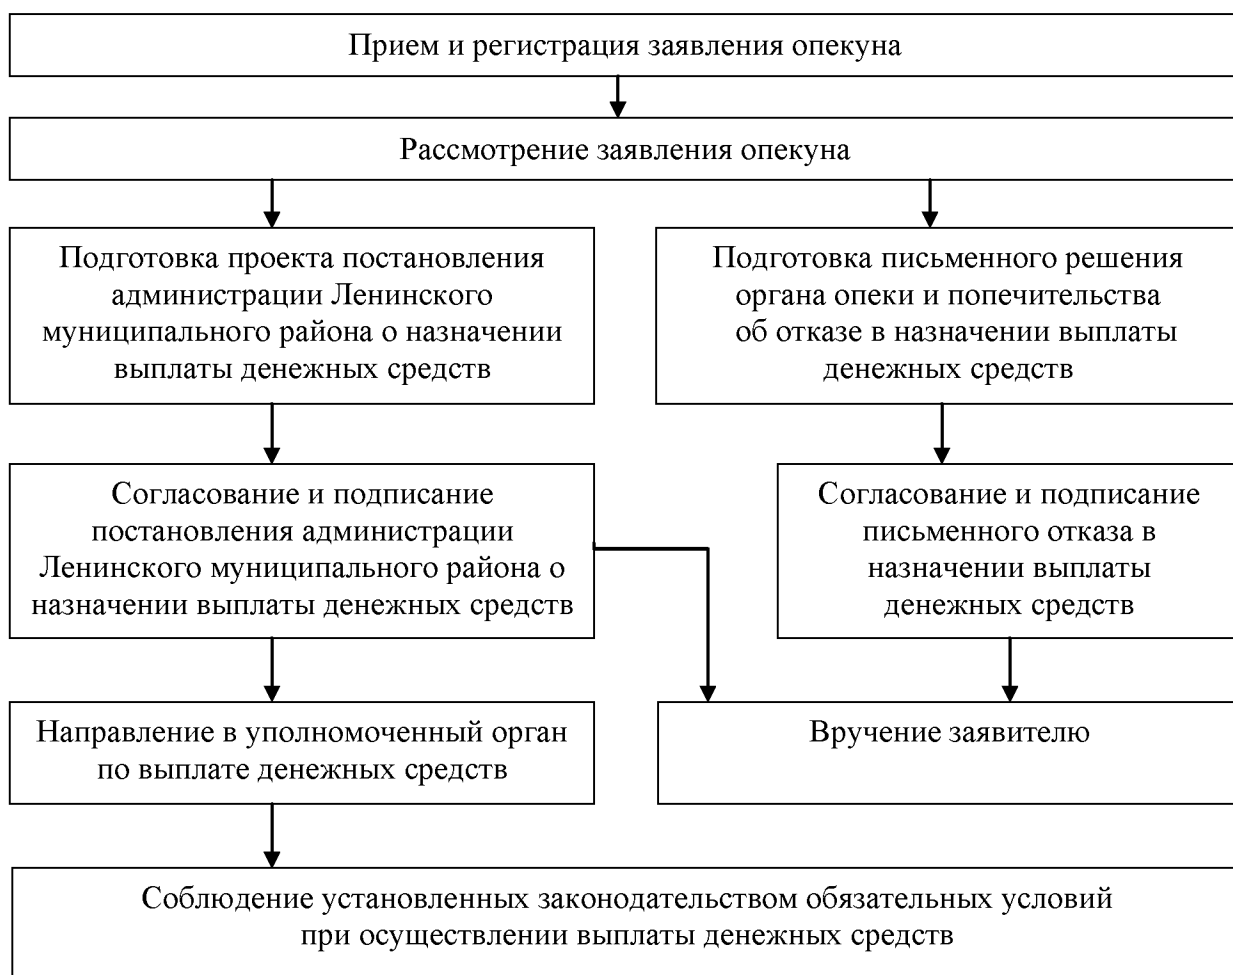 Прием и регистрация заявления опекуна
Рассмотрение заявления опекуна
Подготовка проекта постановления
администрации Ленинского
муниципального района о назначении
выплаты денежных средств
Подготовка письменного решения
органа опеки и попечительства
об отказе в назначении выплаты
денежных средств
Согласование и подписание
постановления администрации
Ленинского муниципального района о
назначении выплаты денежных средств
Согласование и подписание
письменного отказа в
назначении выплаты
денежных средств
Направление в уполномоченный орган
по выплате денежных средств
Вручение заявителю
Соблюдение установленных законодательством обязательных условий
при осуществлении выплаты денежных средств